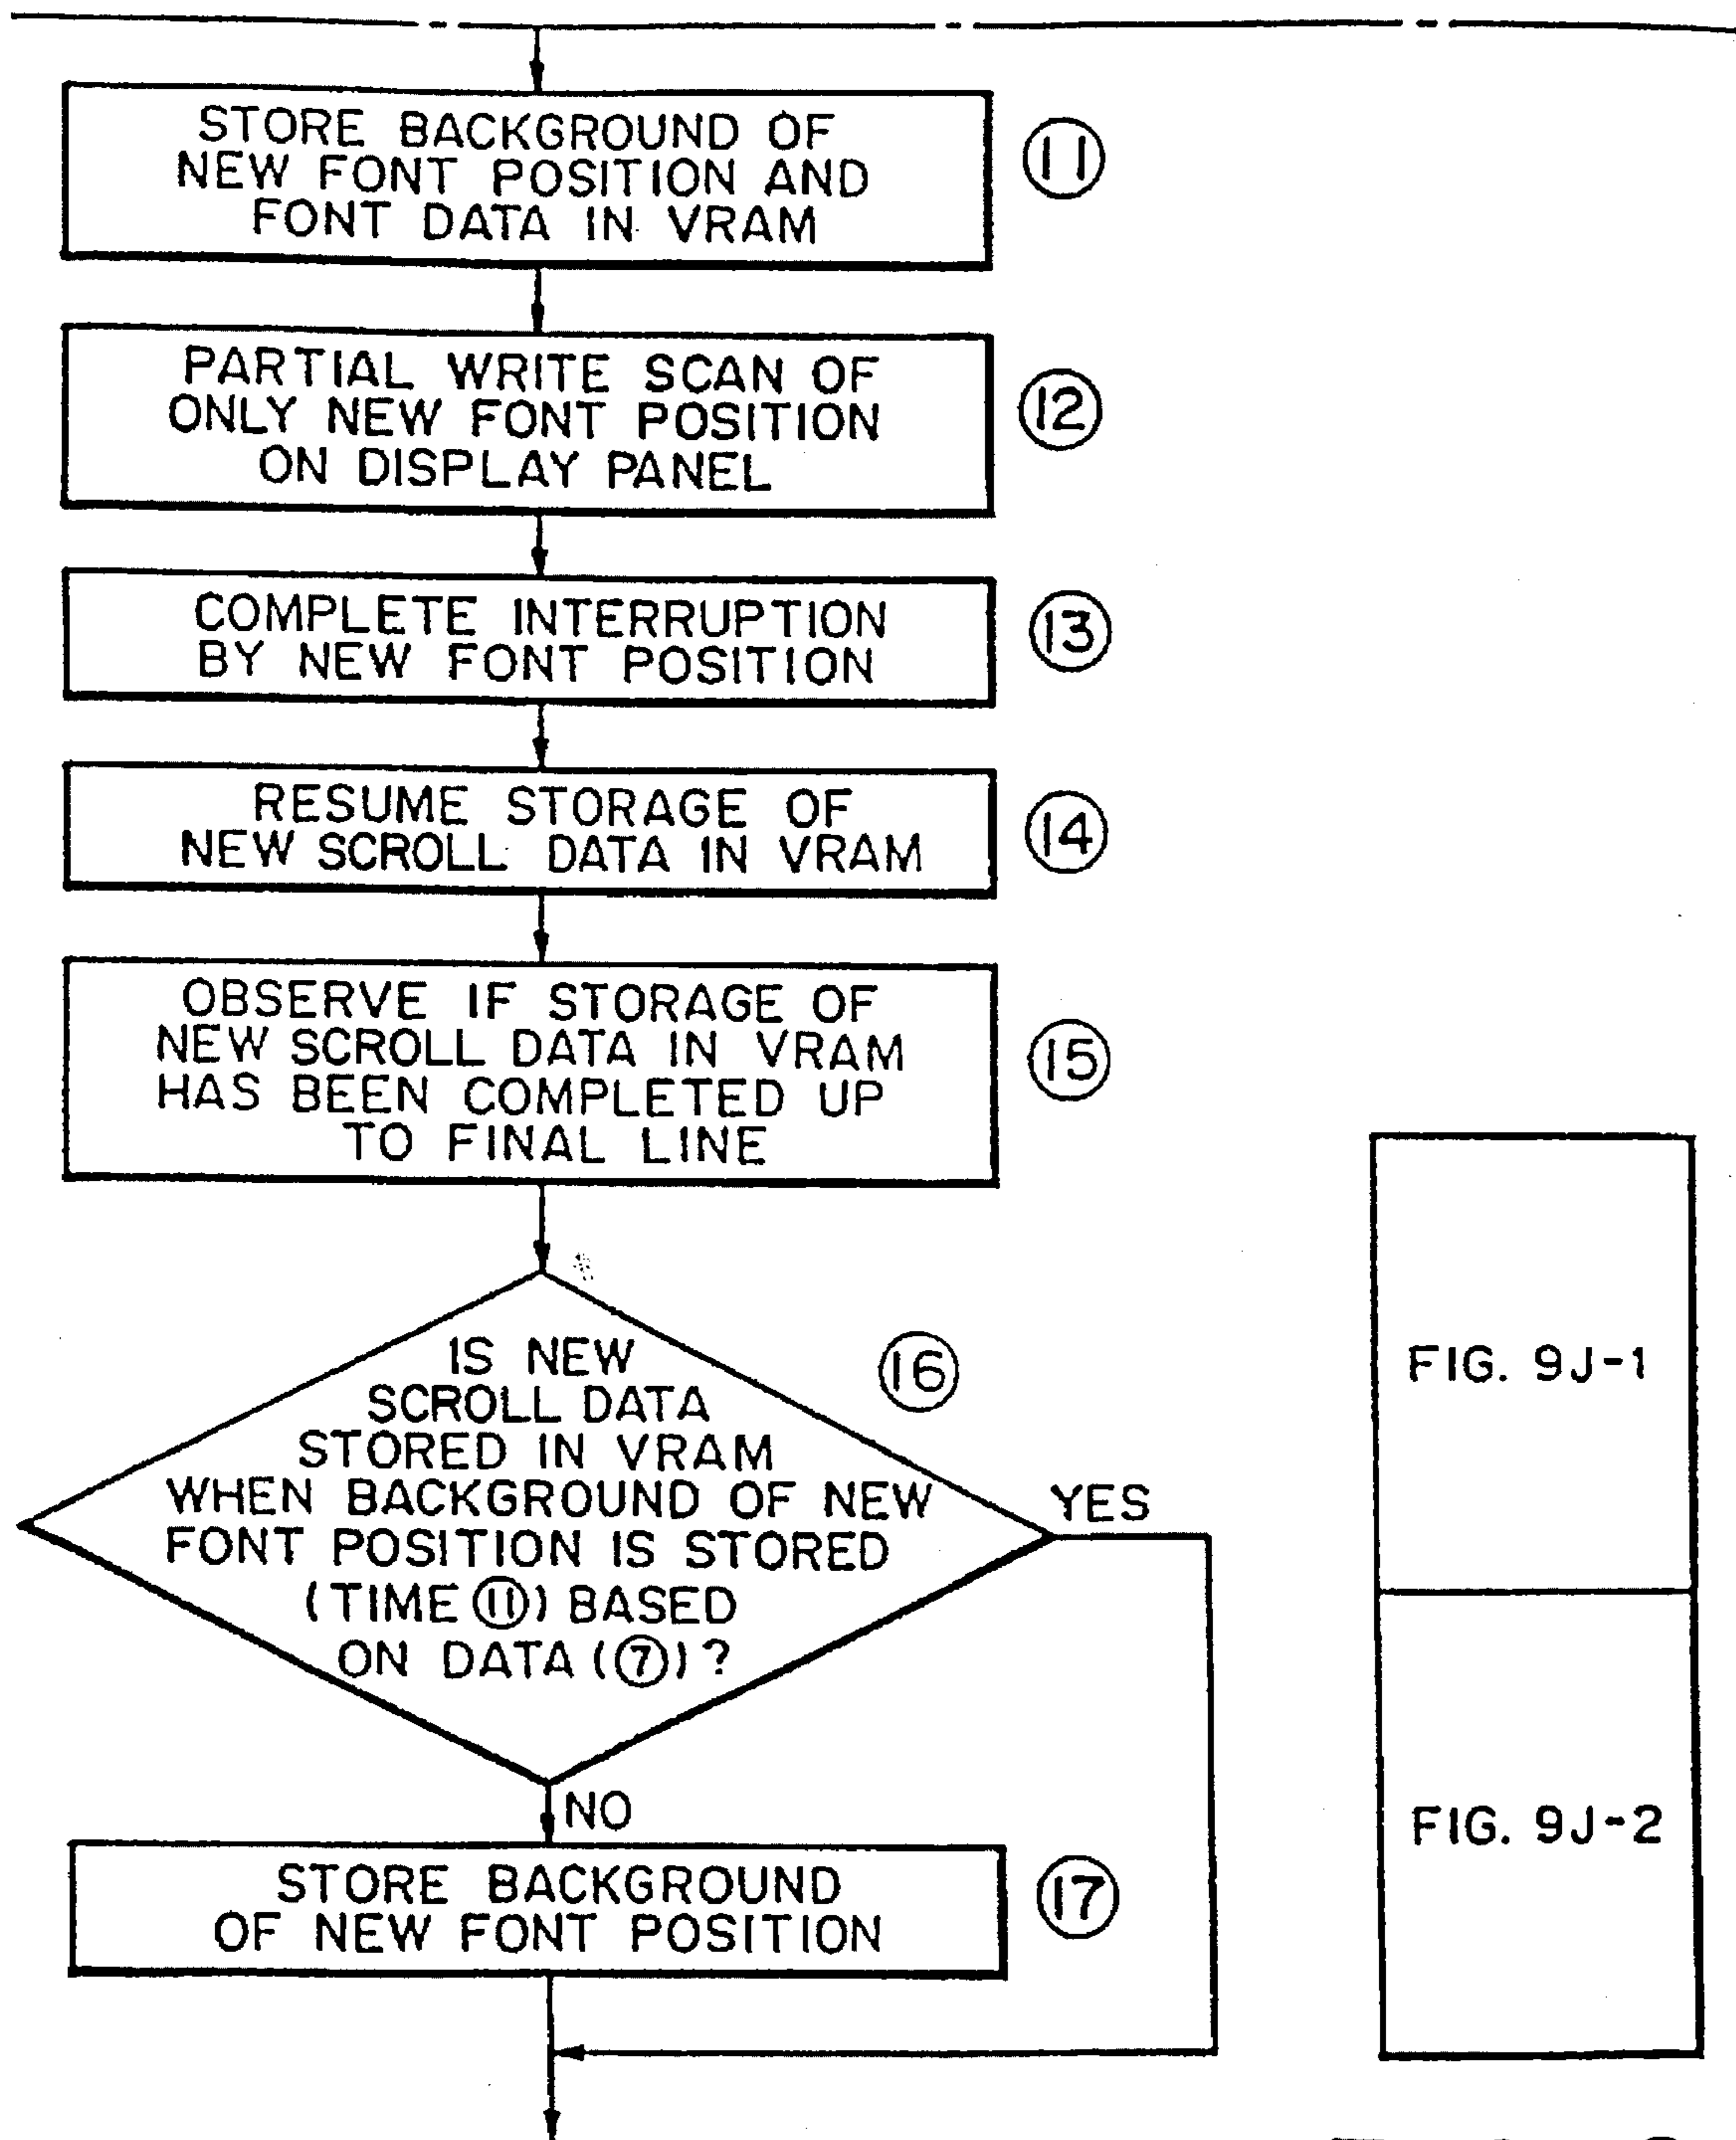 STORE BACKGROUND OF
NEW FONT POSITION AND
FONT DATA IN VRAM
⑪
PARTIAL WRITE SCAN OF
ONLY NEW FONT POSITION
ON DISPLAY PANEL
⑫
COMPLETE INTERRUPTION
BY NEW FONT POSITION
⑬
RESUME STORAGE OF
NEW SCROLL DATA IN VRAM
⑭
OBSERVE IF STORAGE OF
NEW SCROLL DATA IN VRAM
HAS BEEN COMPLETED UP
TO FINAL LINE
⑮
IS NEW
SCROLL DATA
STORED IN VRAM
WHEN BACKGROUND OF NEW
FONT POSITION IS STORED
(TIME ⑪) BASED
ON DATA (⑦) ?
⑯
YES
NO
STORE BACKGROUND
OF NEW FONT POSITION
⑰
FIG. 9J-1
FIG. 9J-2